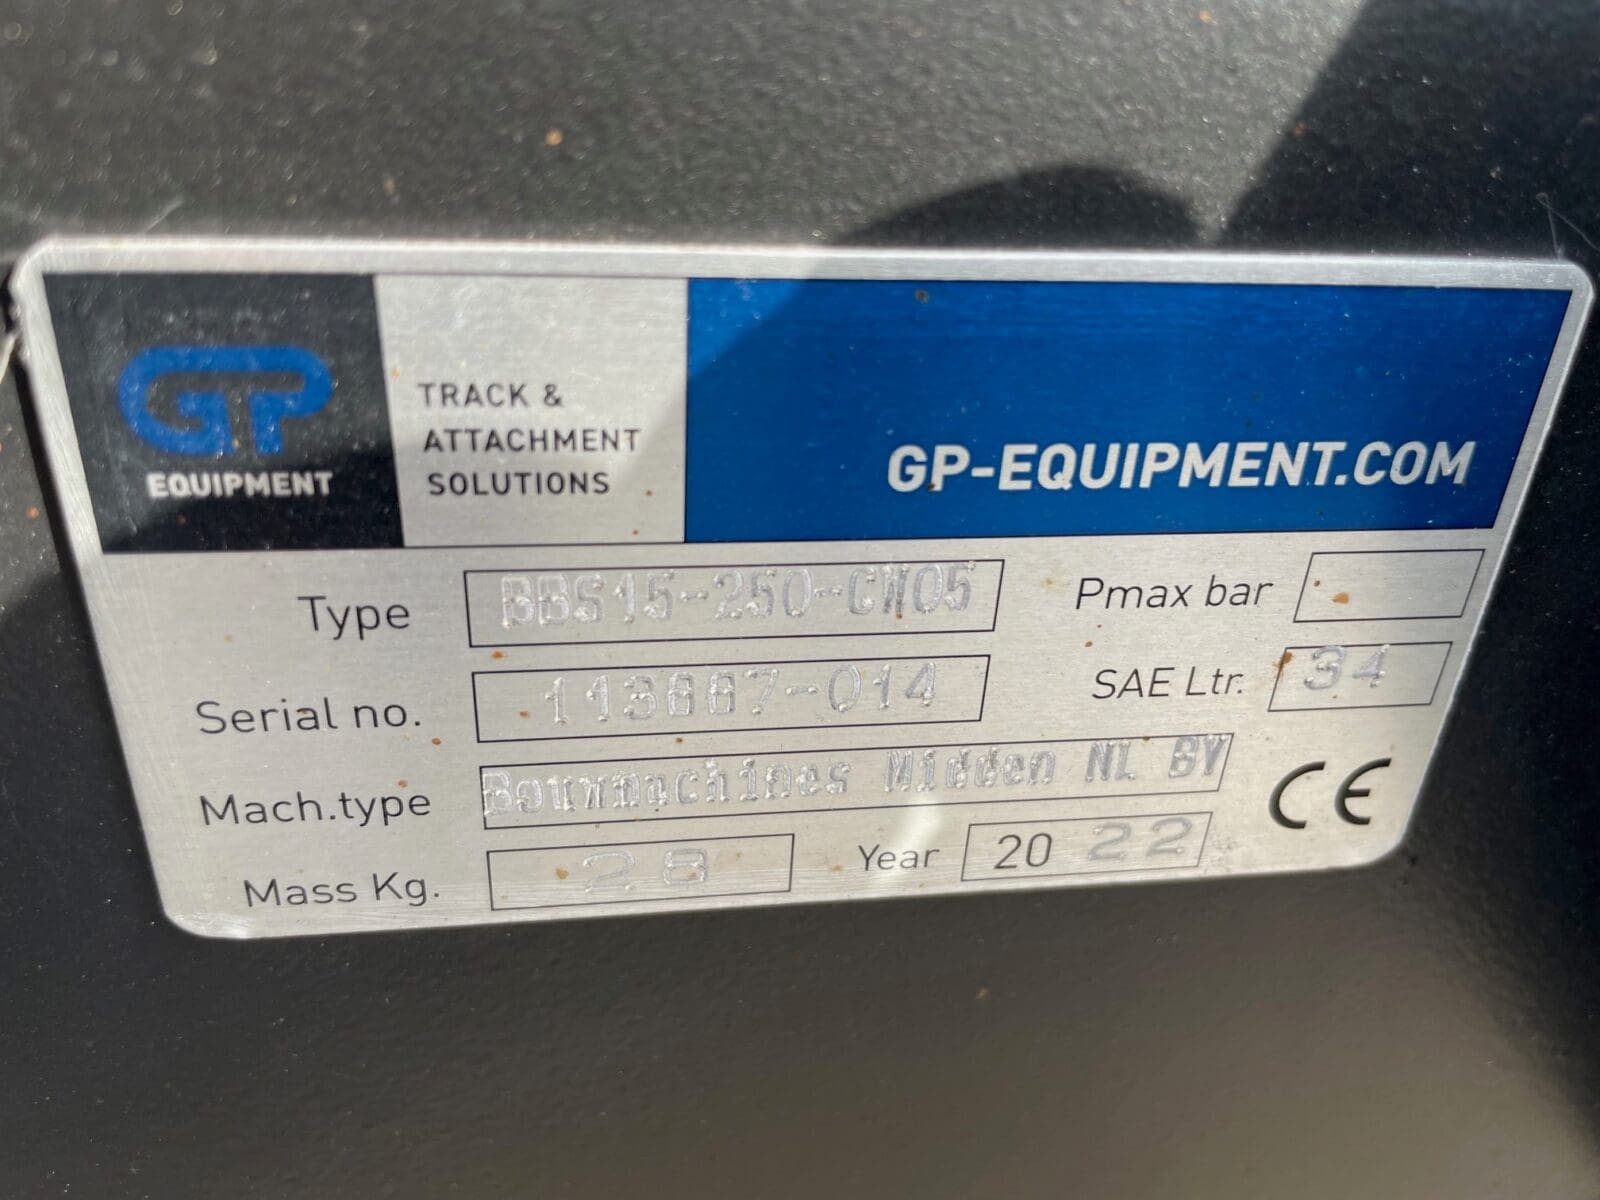 GP
EQUIPMENT
TRACK &
ATTACHMENT
SOLUTIONS
GP-EQUIPMENT.COM
Type BBS15-250-CW05
Pmax bar
Serial no. 113887-014
SAE Ltr. 34
Mach.type Bouwmachines Midden NL BV
CE
Mass Kg. 28
Year 2022